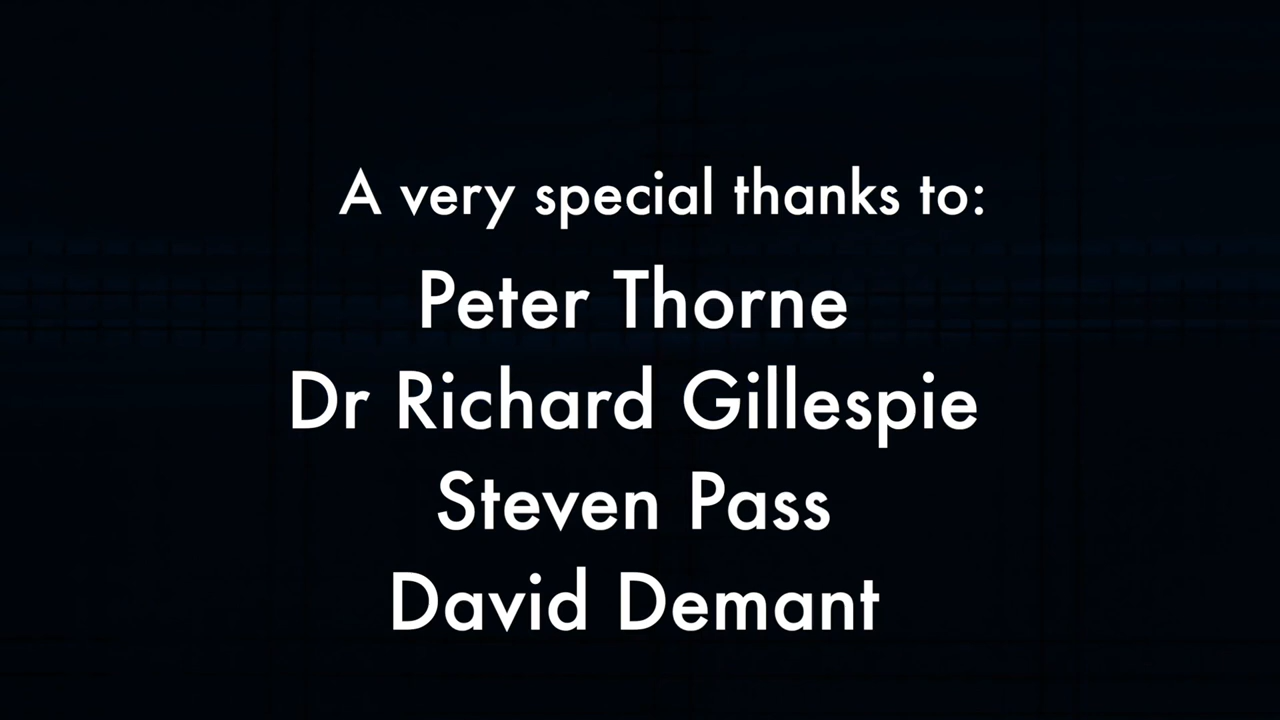 A very special thanks to:
Peter Thorne
Dr Richard Gillespie
Steven Pass
David Demant